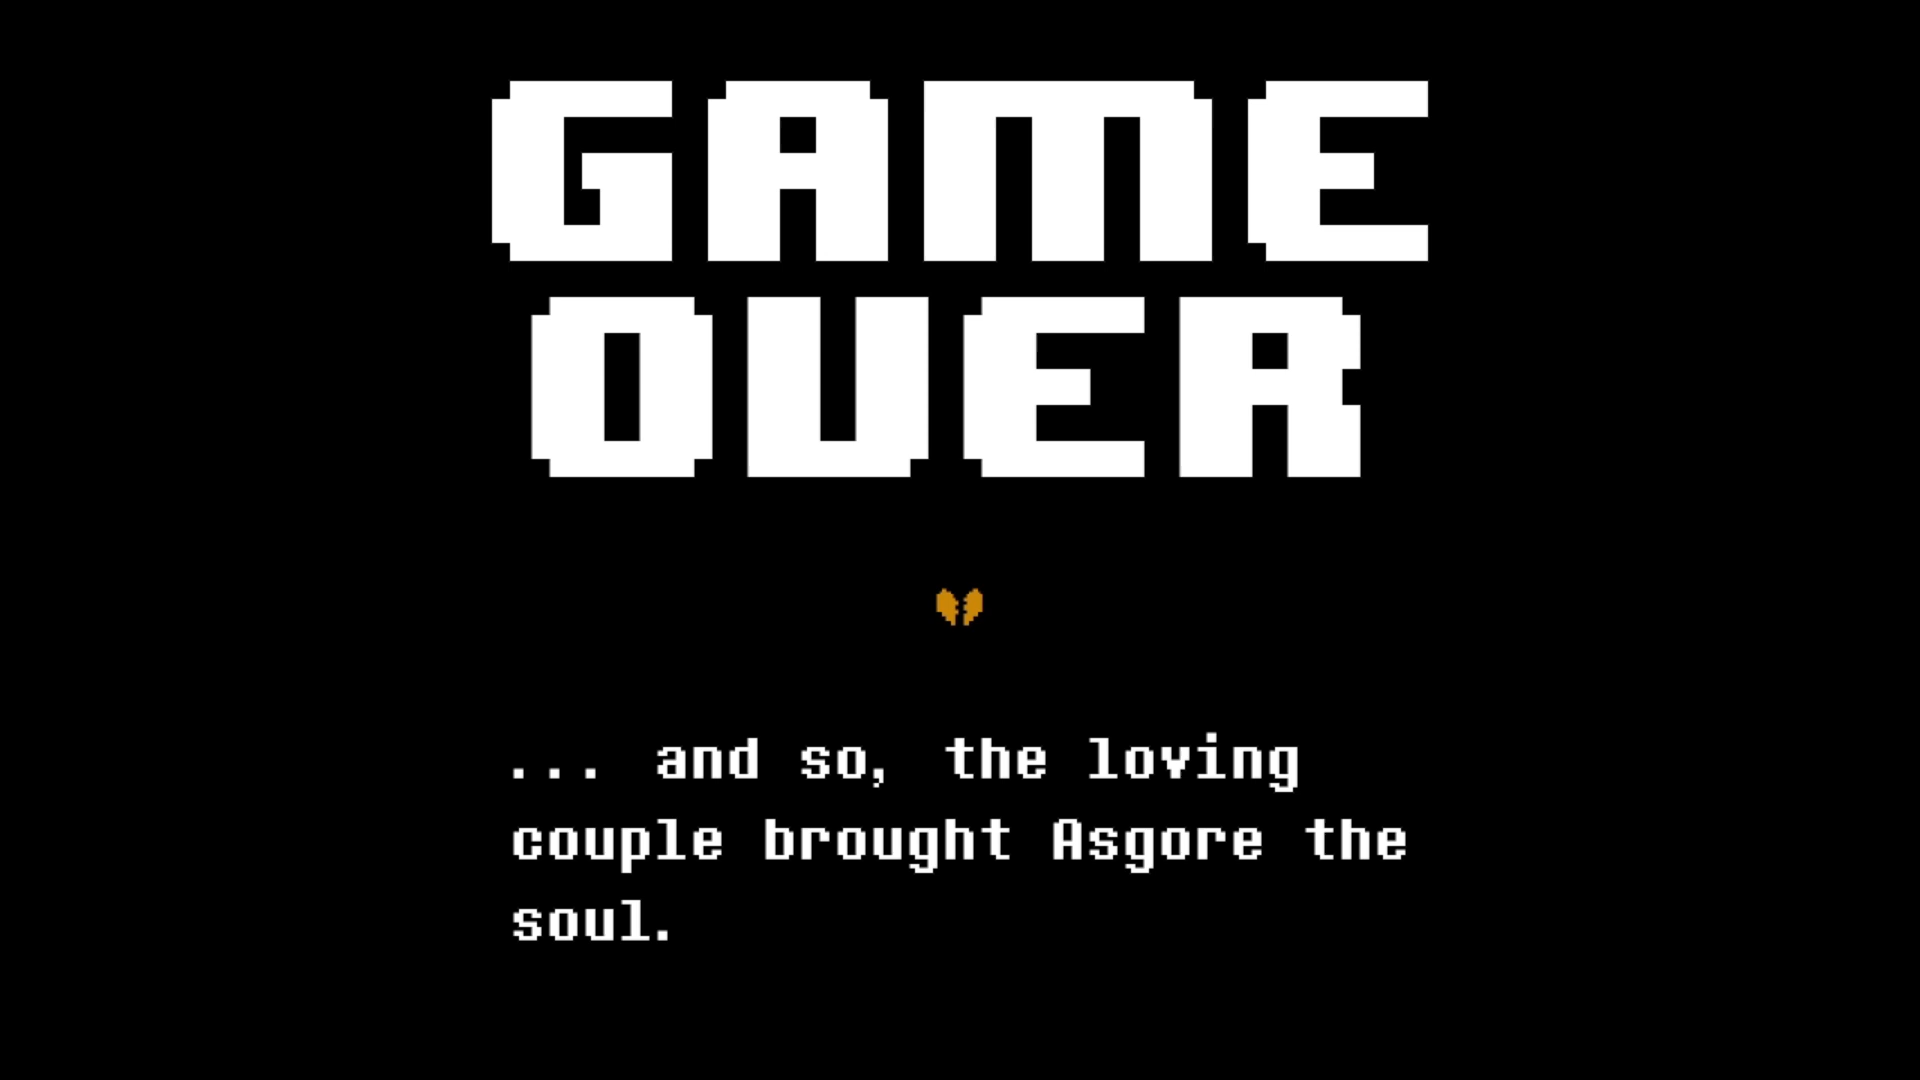 GAME
OVER
... and so, the loving
couple brought Asgore the
soul.